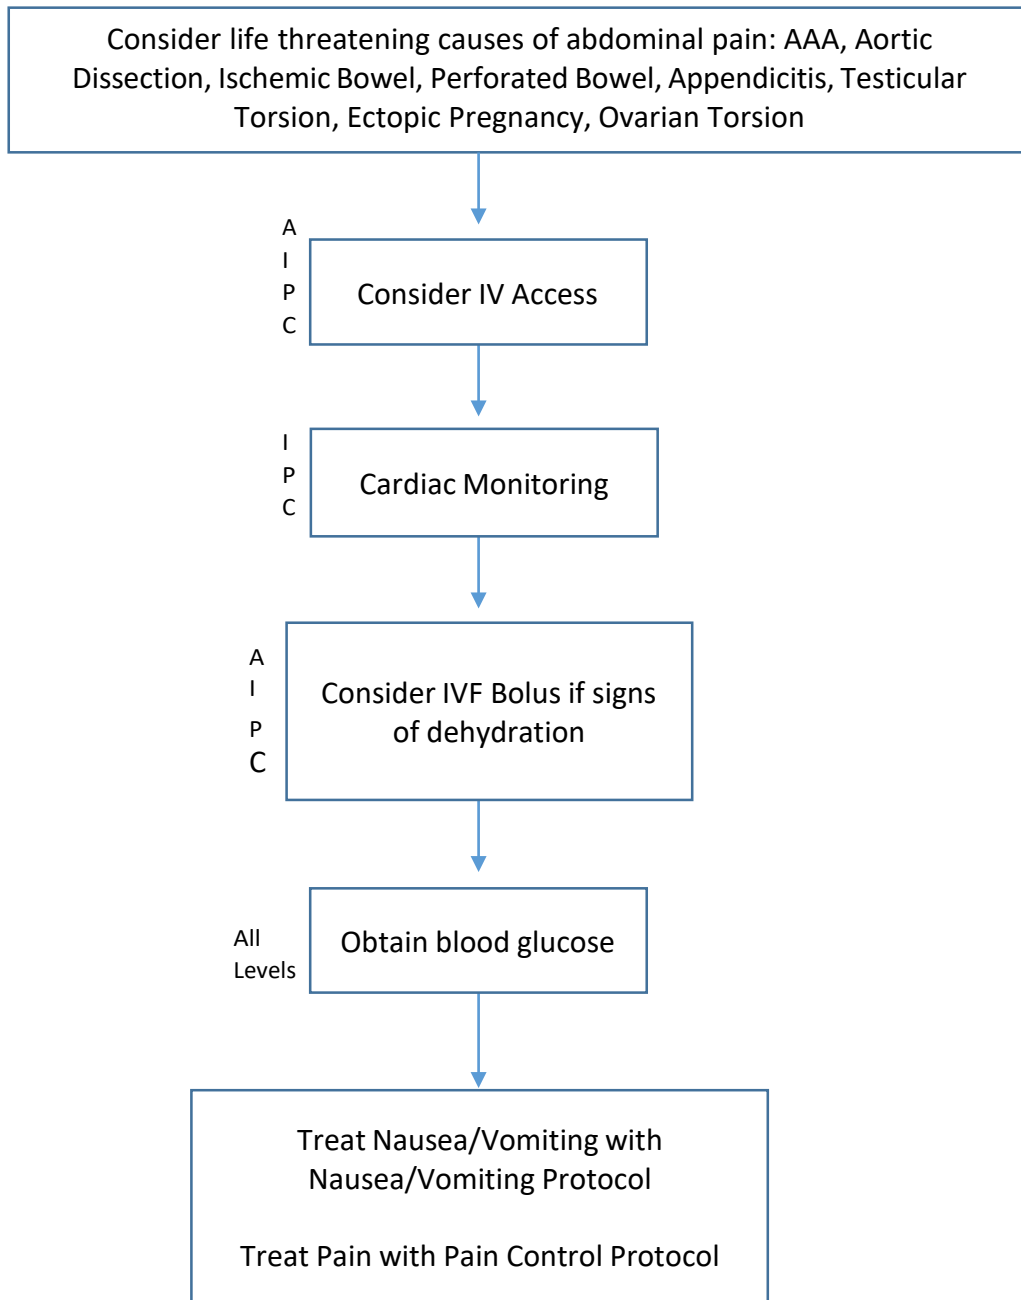 Consider life threatening causes of abdominal pain: AAA, Aortic
Dissection, Ischemic Bowel, Perforated Bowel, Appendicitis, Testicular
Torsion, Ectopic Pregnancy, Ovarian Torsion
A
I
P
C
Consider IV Access
I
P
C
Cardiac Monitoring
A
I
P
C
Consider IVF Bolus if signs
of dehydration
All
Levels
Obtain blood glucose
Treat Nausea/Vomiting with
Nausea/Vomiting Protocol
Treat Pain with Pain Control Protocol